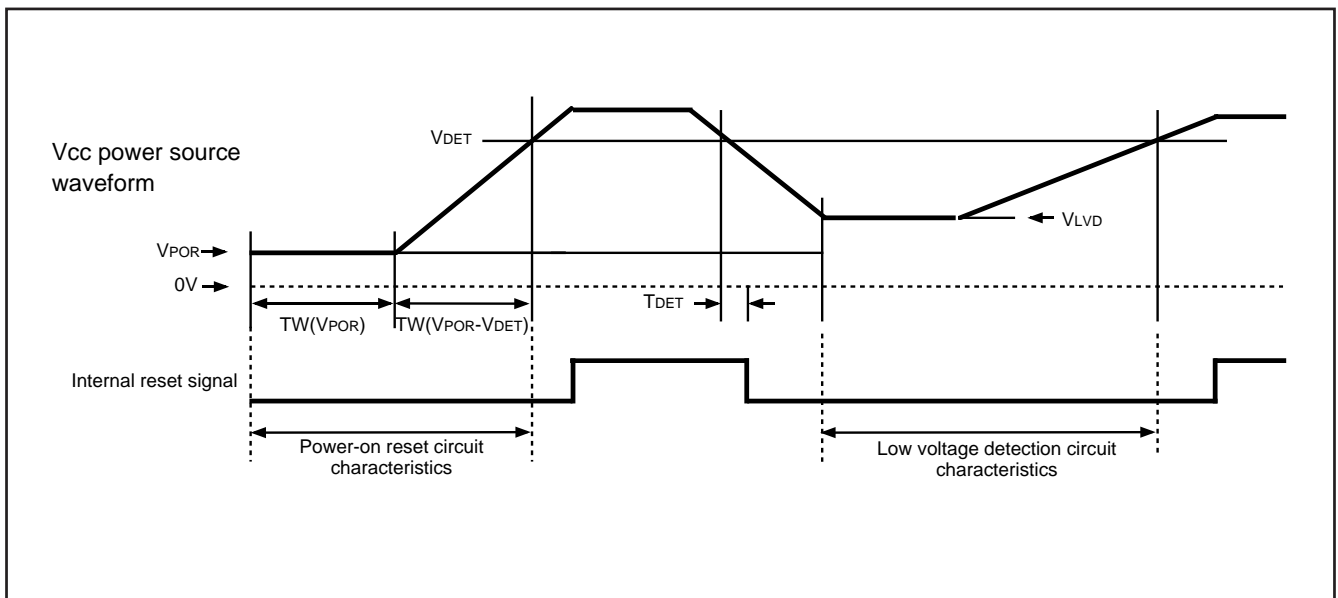 Vcc power source
waveform
VDET
VLVD
VPOR
0V
TDET
TW(VPOR)
TW(VPOR-VDET)
Internal reset signal
Power-on reset circuit
characteristics
Low voltage detection circuit
characteristics